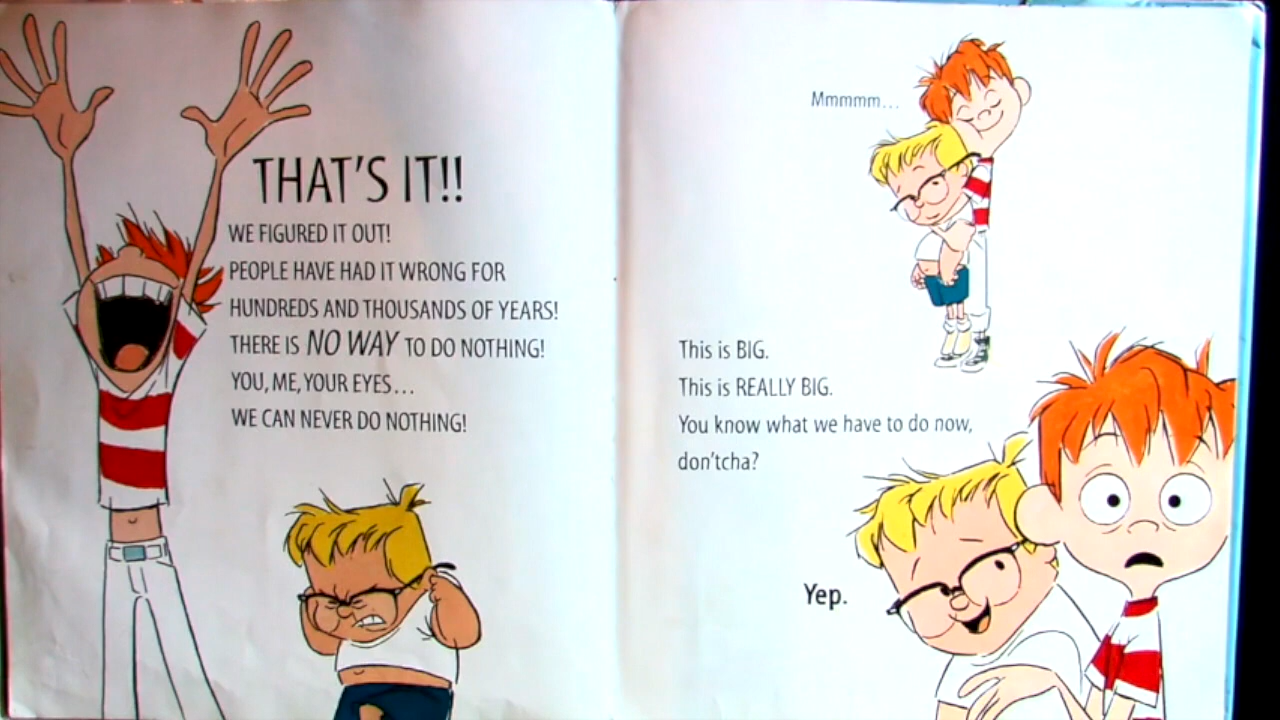 THAT'S IT!!
WE FIGURED IT OUT!
PEOPLE HAVE HAD IT WRONG FOR
HUNDREDS AND THOUSANDS OF YEARS!
THERE IS NO WAY TO DO NOTHING!
YOU, ME, YOUR EYES...
WE CAN NEVER DO NOTHING!
Mmmmm...
This is BIG.
This is REALLY BIG.
You know what we have to do now,
don'tcha?
Yep.